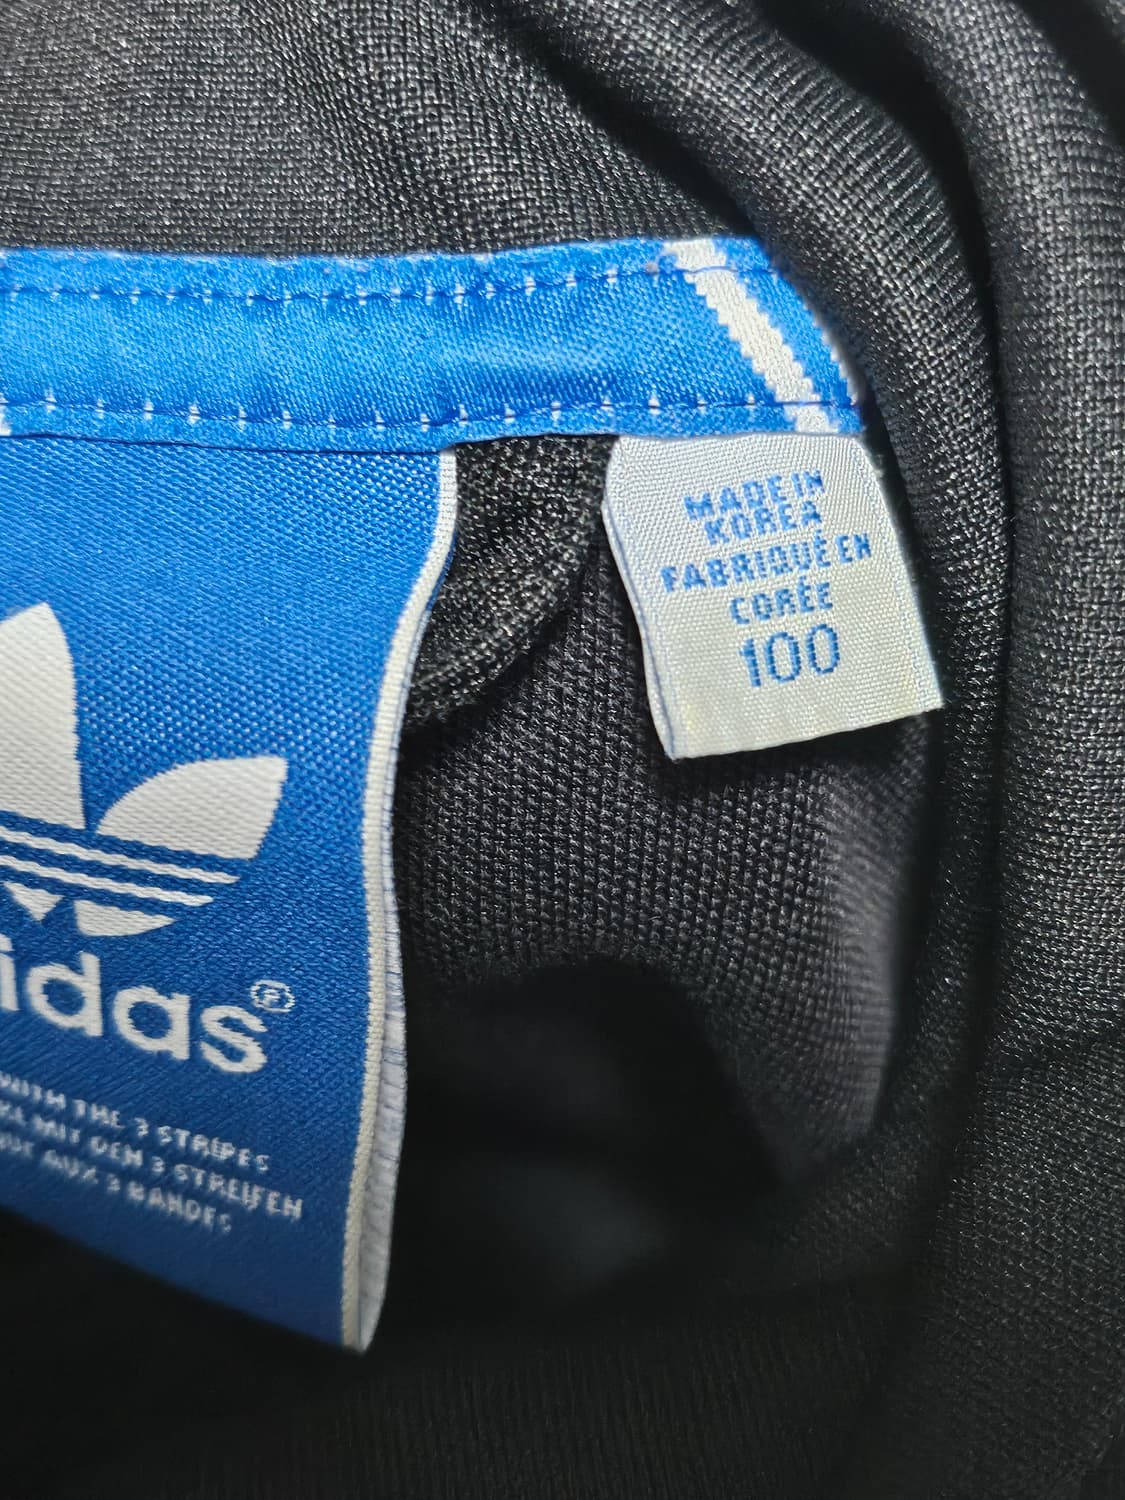 MADE IN
KOREA
FABRIQUÉ EN
CORÉE
100
idas®
WITH THE 3 STRIPES
MIT DEN 3 STREIFEN
AUX 3 BANDES